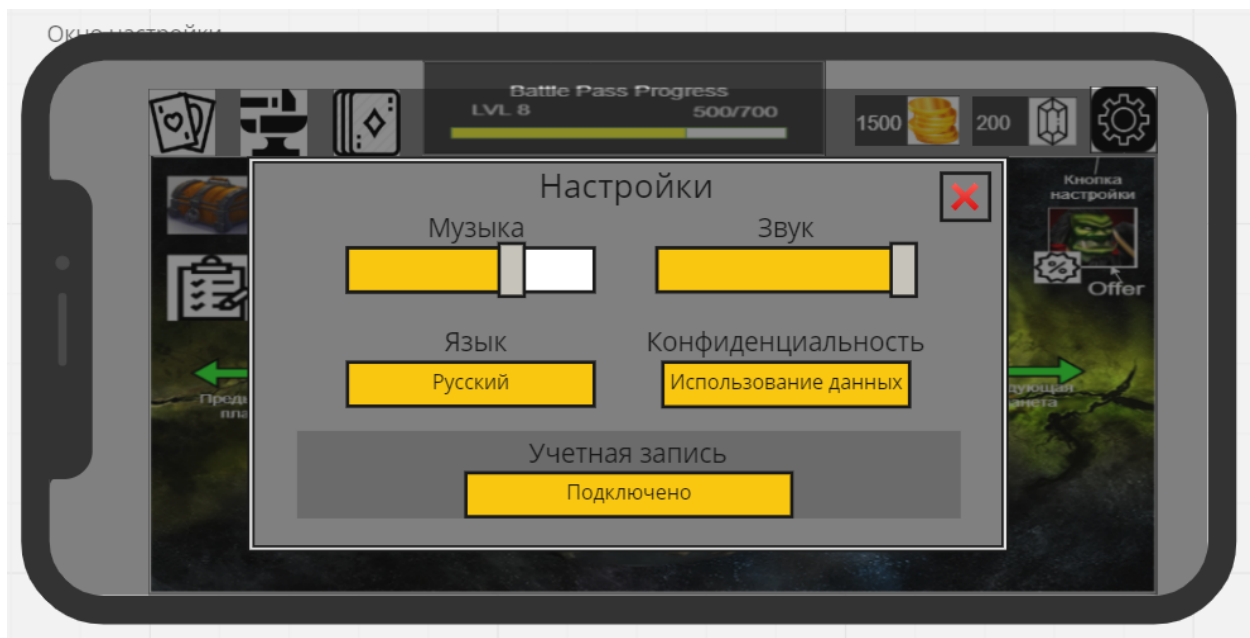 Окно настройки
Battle Pass Progress
LVL 8
500/700
1500
200
Настройки
Кнопка
настройки
Музыка
Звук
Offer
Язык
Конфиденциальность
Русский
Использование данных
Учетная запись
Подключено